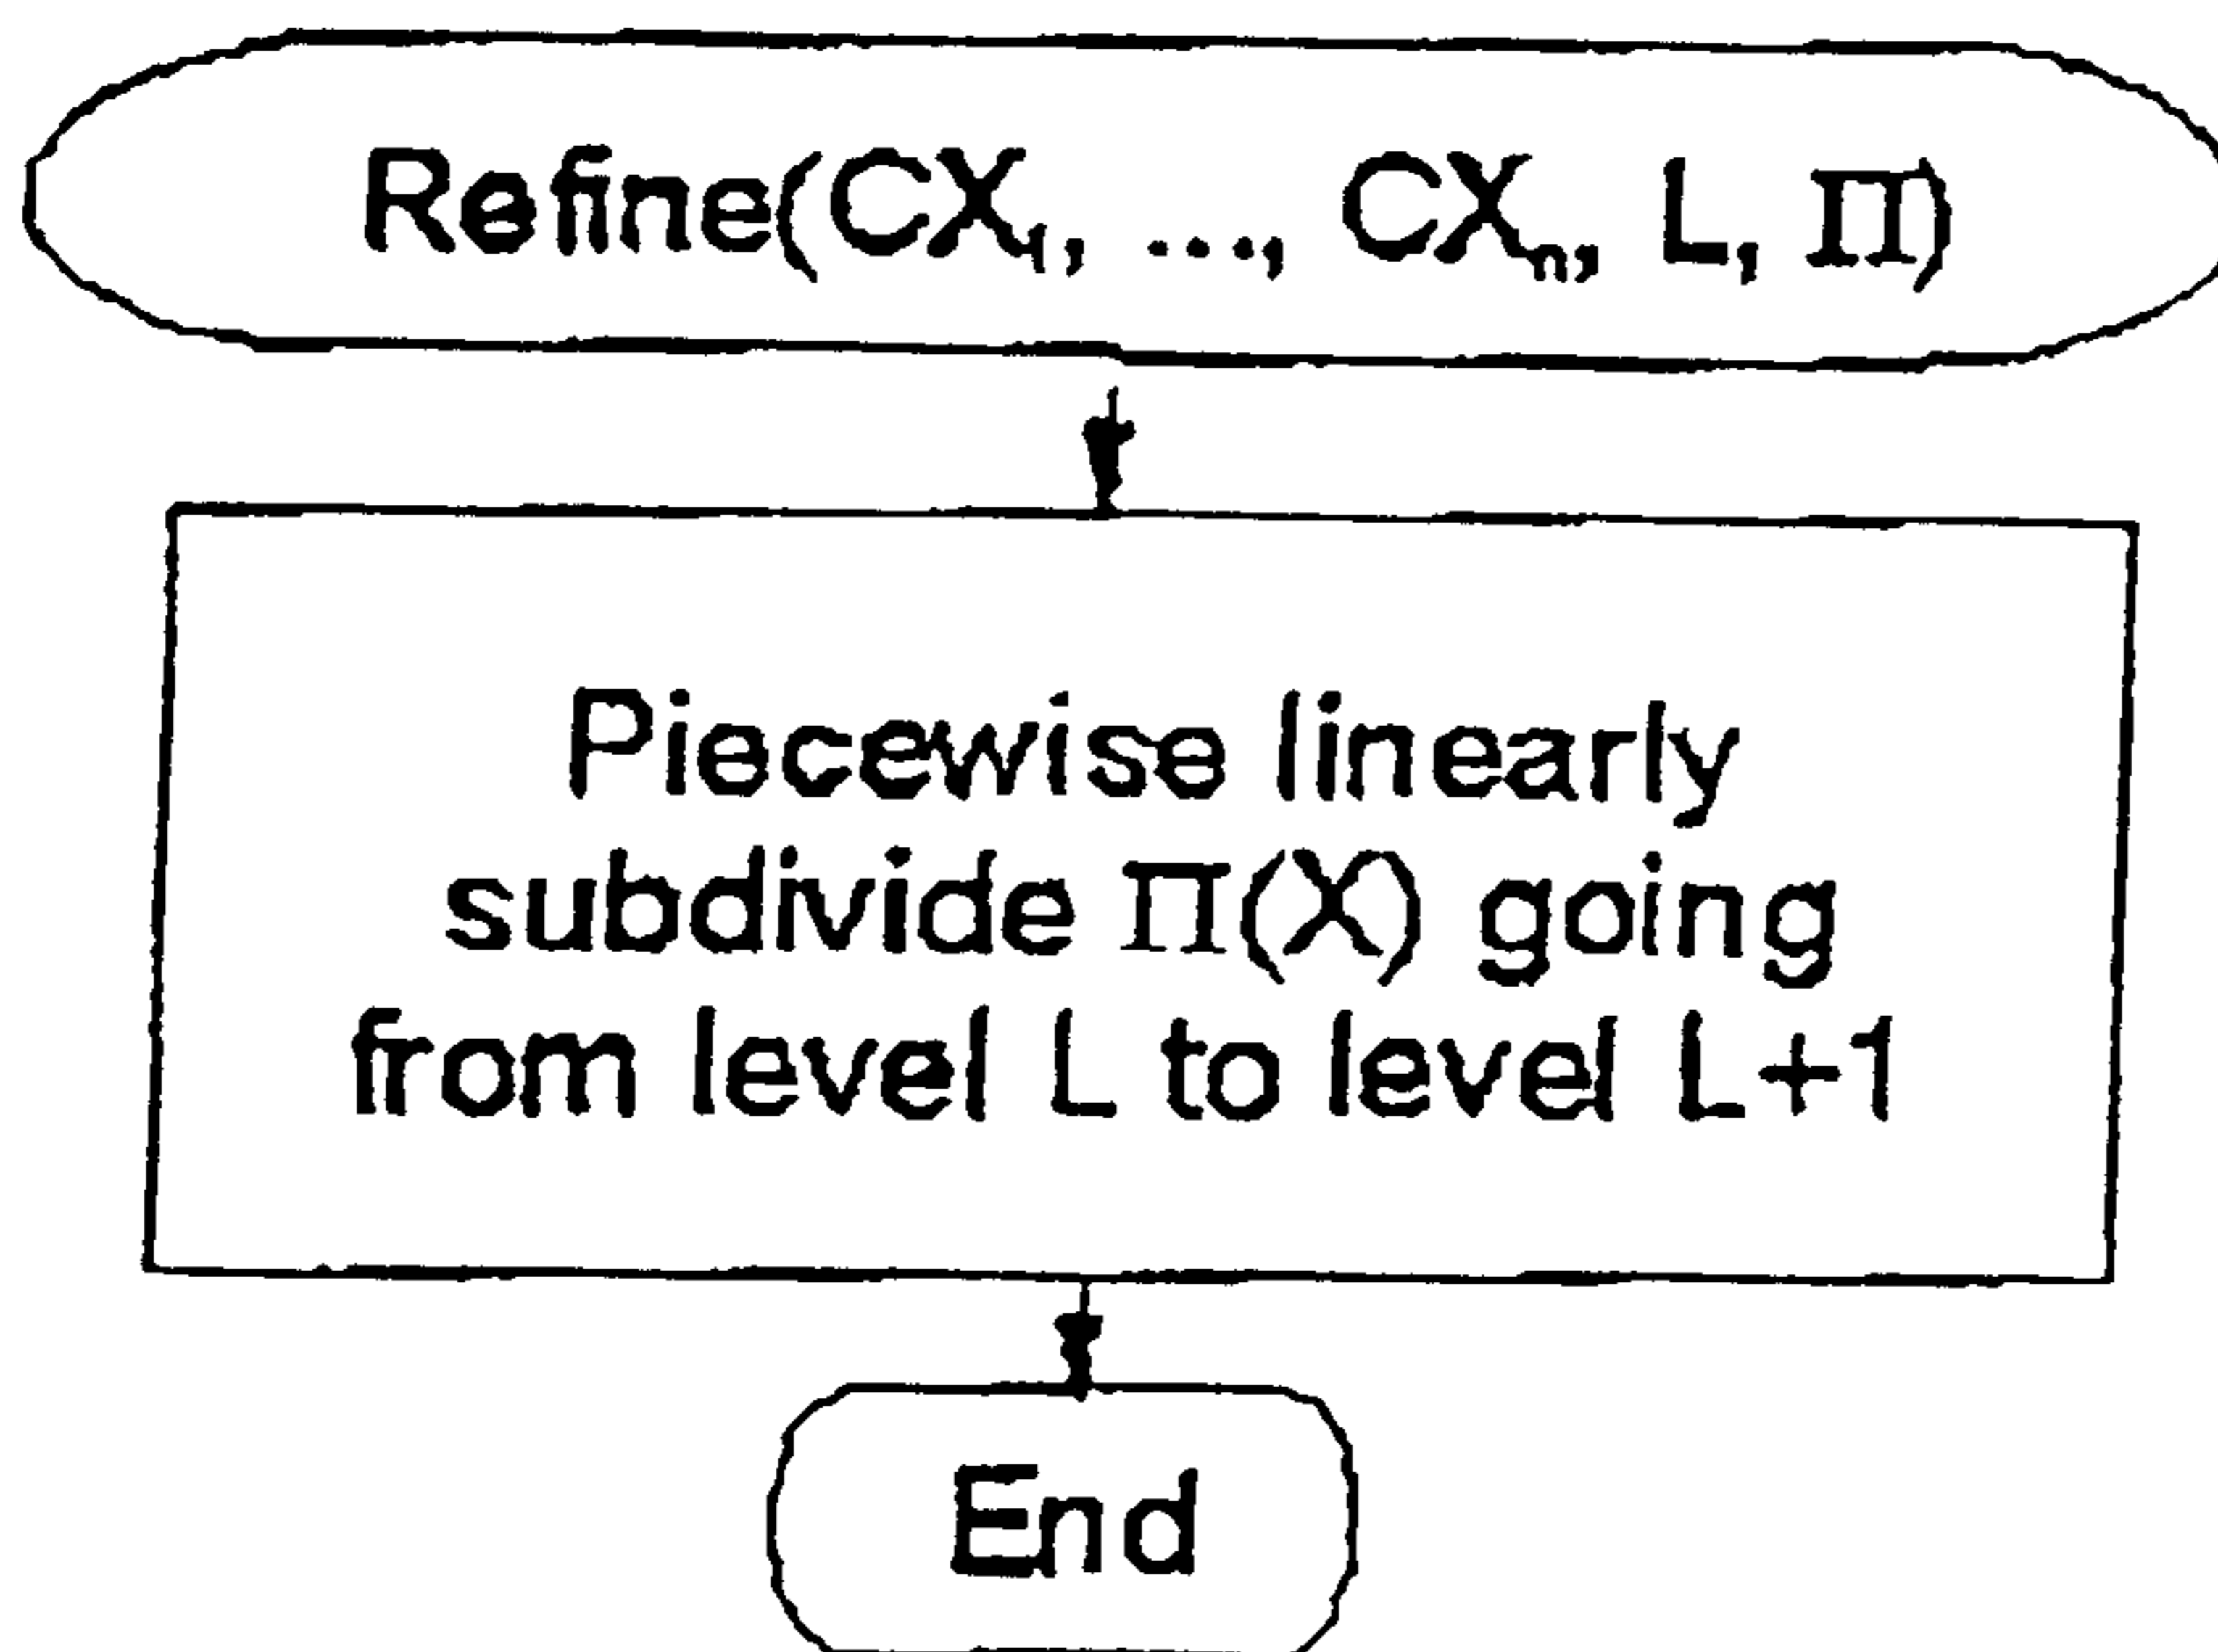 Refine(CX₁, ..., CXₙ, L, Π)
Piecewise linearly
subdivide Π(X) going
from level L to level L+1
End